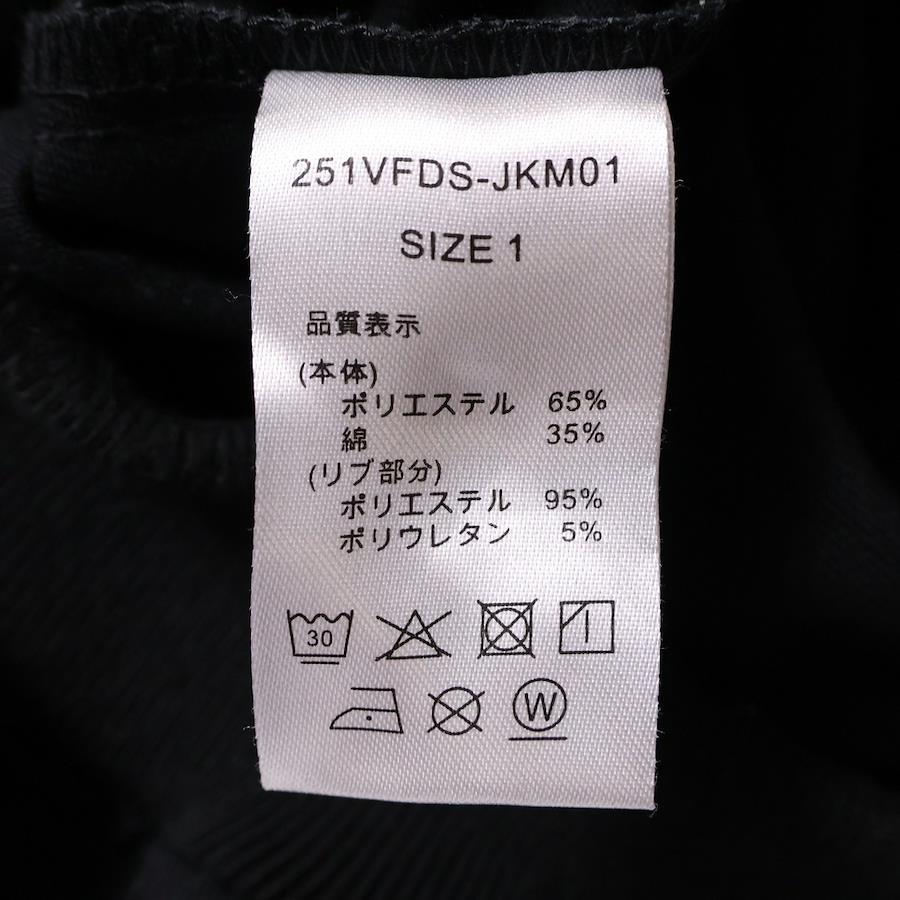 251VFDS-JKM01
SIZE 1
品質表示
(本体)
ポリエステル 65%
綿 35%
(リブ部分)
ポリエステル 95%
ポリウレタン 5%
30
W